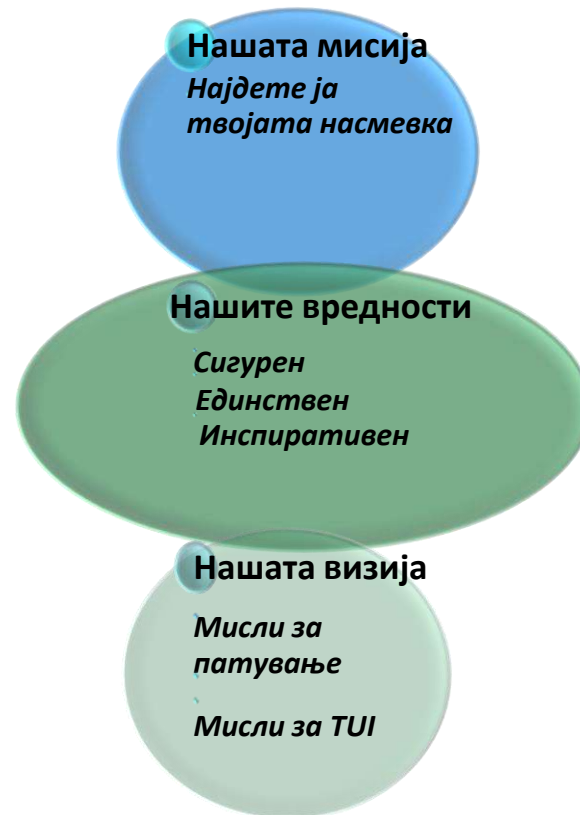 Нашата мисија
Најдете ја
твојата насмевка
Нашите вредности
Сигурен
Единствен
Инспиративен
Нашата визија
Мисли за
патување
Мисли за TUI